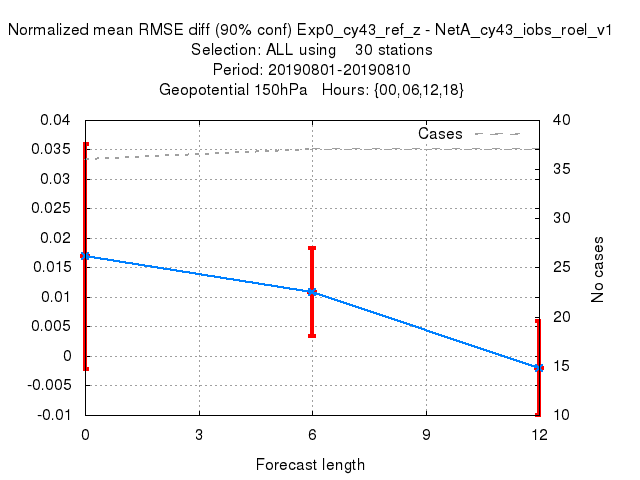 Normalized mean RMSE diff (90% conf) Exp0_cy43_ref_z - NetA_cy43_iobs_roel_v1
Selection: ALL using    30 stations
Period: 20190801-20190810
Geopotential 150hPa   Hours: {00,06,12,18}
Cases
0.04
0.035
0.03
0.025
0.02
0.015
0.01
0.005
0
-0.005
-0.01
40
35
30
25
20
15
10
No cases
0 3 6 9 12
Forecast length